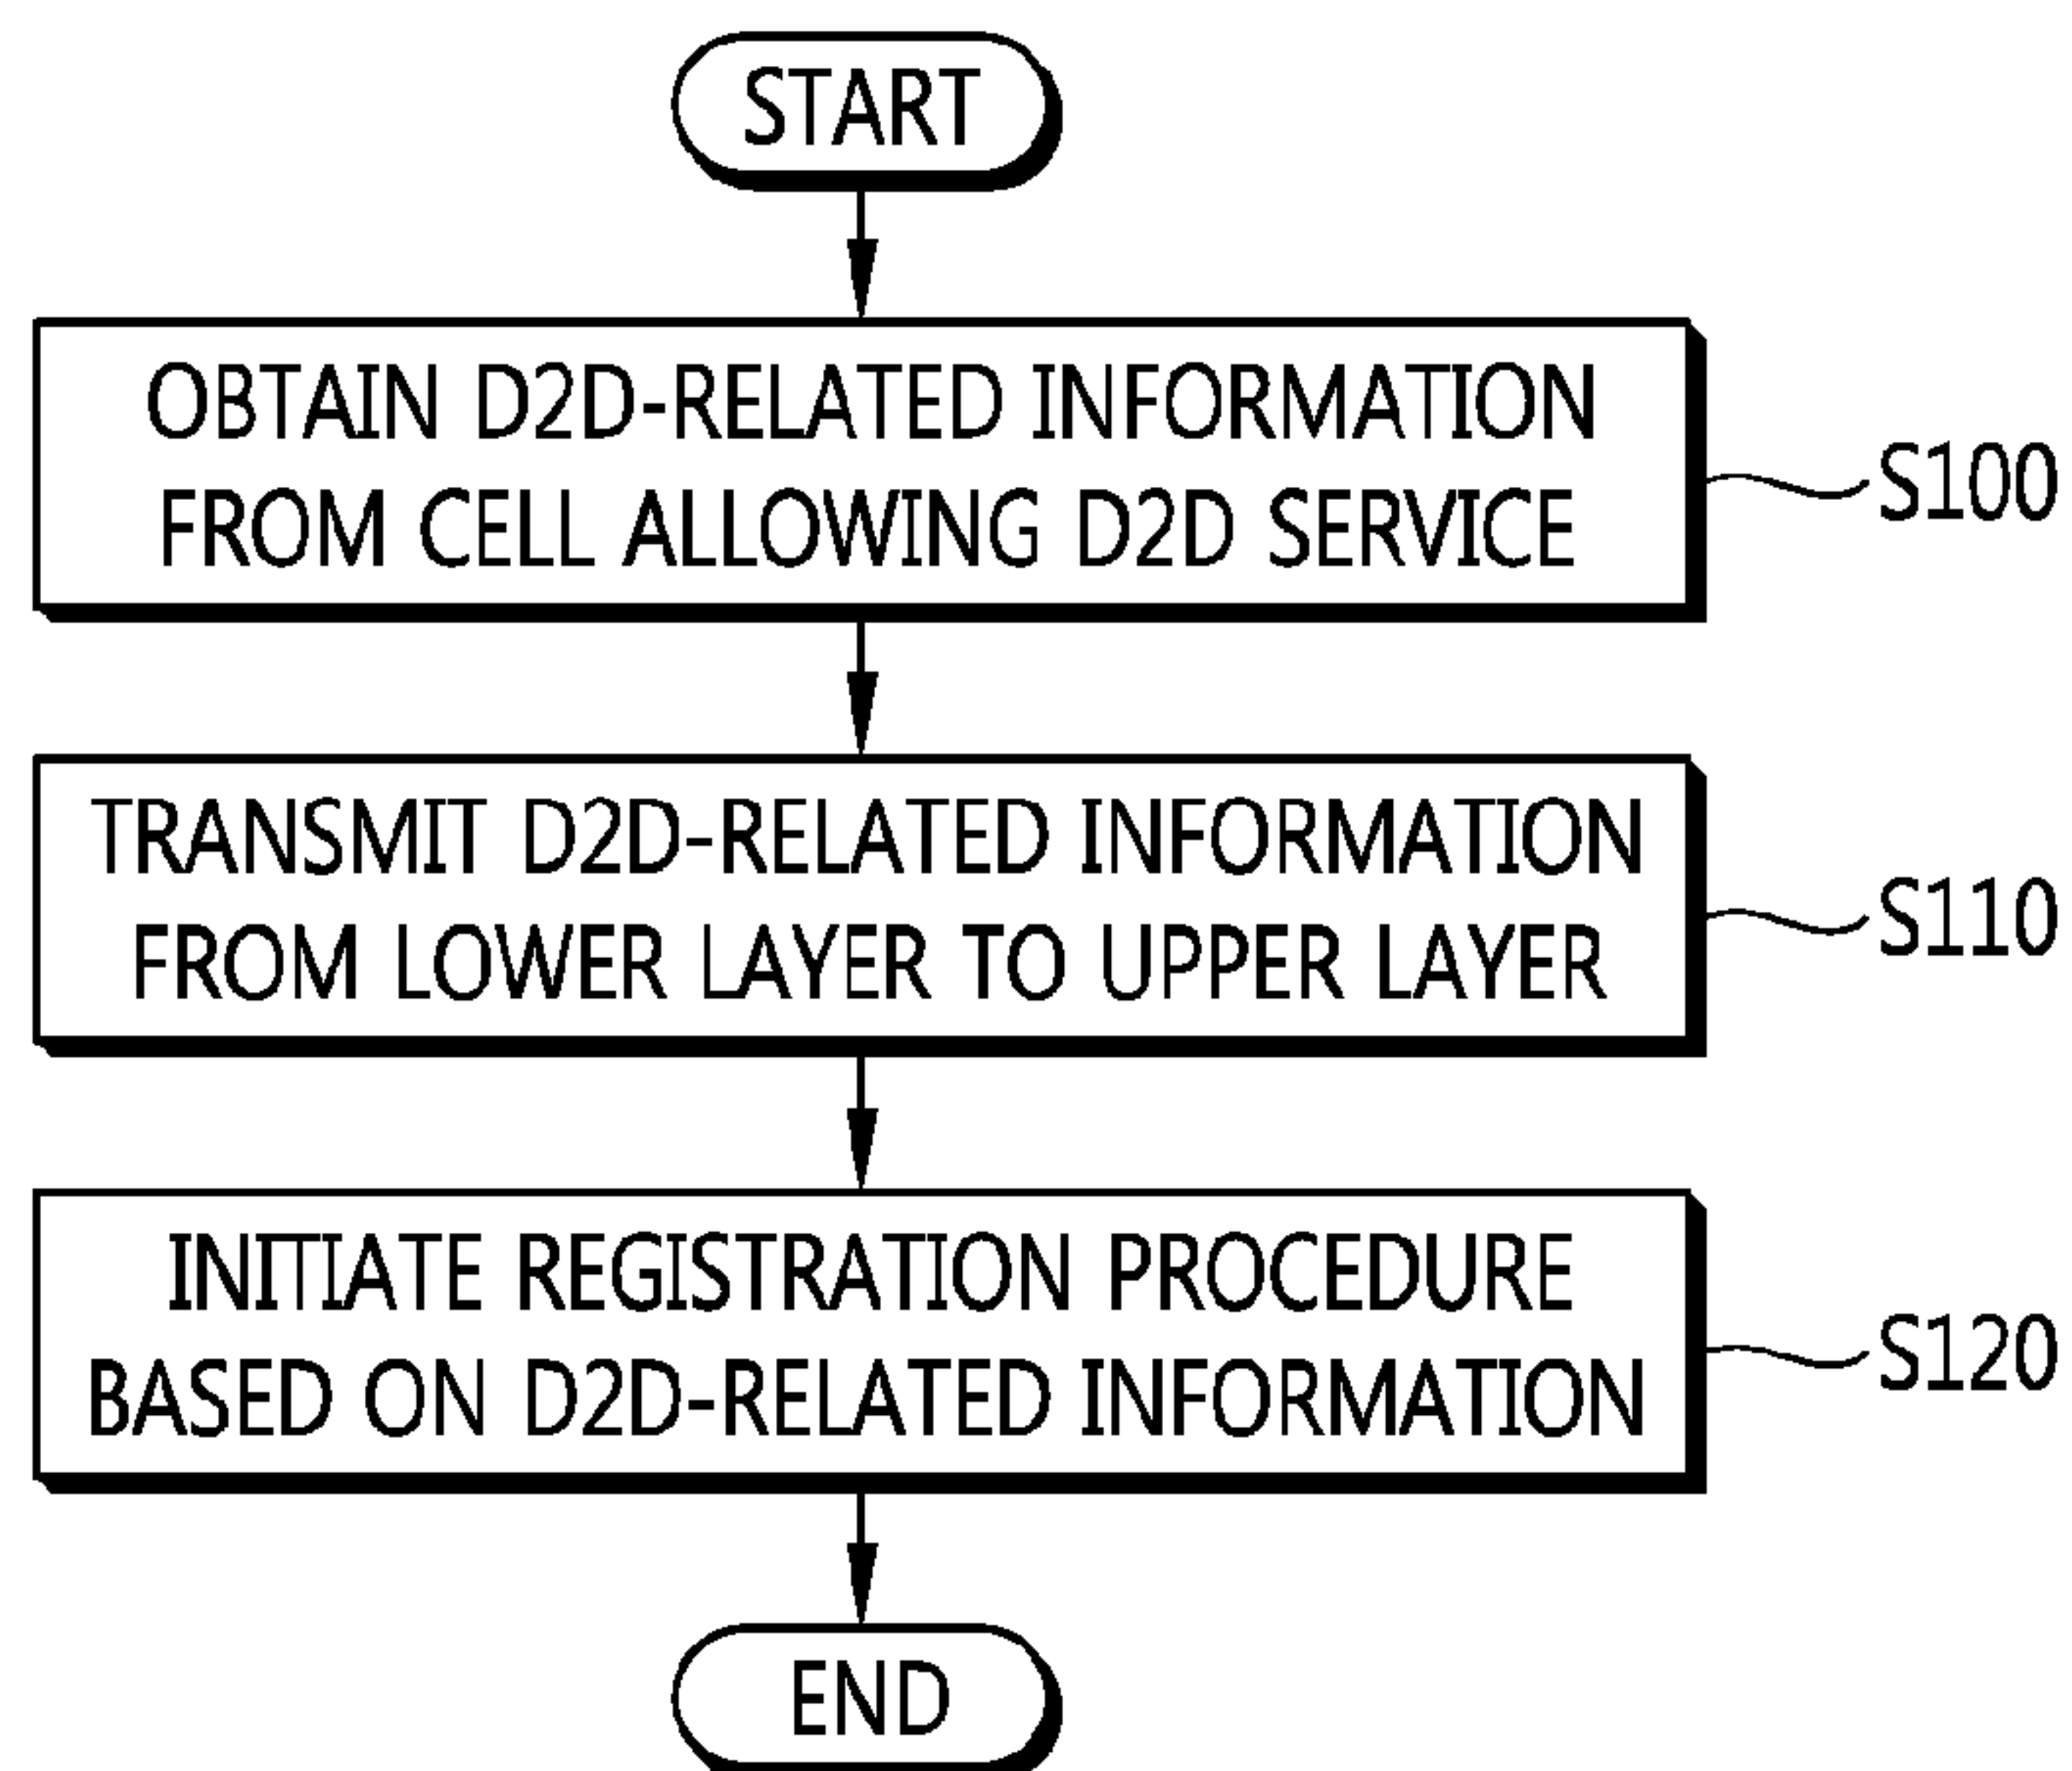 START
OBTAIN D2D-RELATED INFORMATION
FROM CELL ALLOWING D2D SERVICE
S100
TRANSMIT D2D-RELATED INFORMATION
FROM LOWER LAYER TO UPPER LAYER
S110
INITIATE REGISTRATION PROCEDURE
BASED ON D2D-RELATED INFORMATION
S120
END